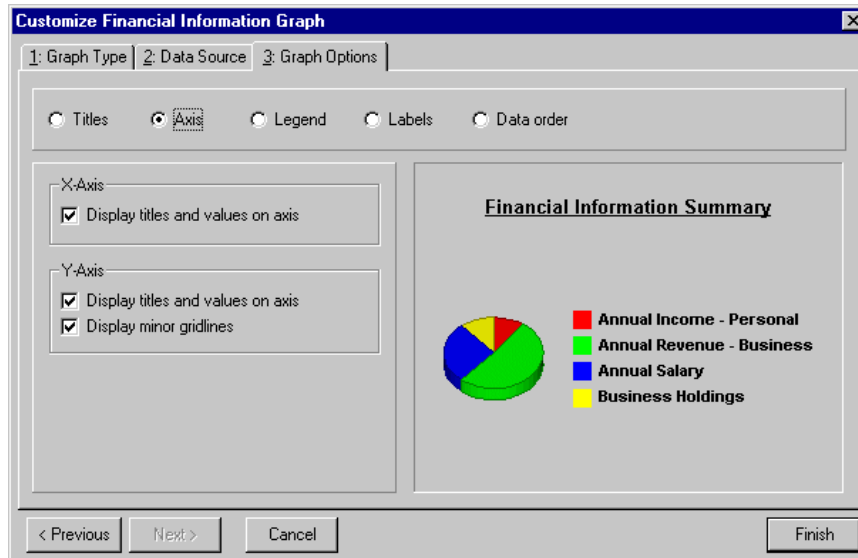 Customize Financial Information Graph
1: Graph Type 2: Data Source 3: Graph Options
Titles Axis Legend Labels Data order
X-Axis
Display titles and values on axis
Y-Axis
Display titles and values on axis
Display minor gridlines
Financial Information Summary
Annual Income - Personal
Annual Revenue - Business
Annual Salary
Business Holdings
< Previous Next > Cancel Finish